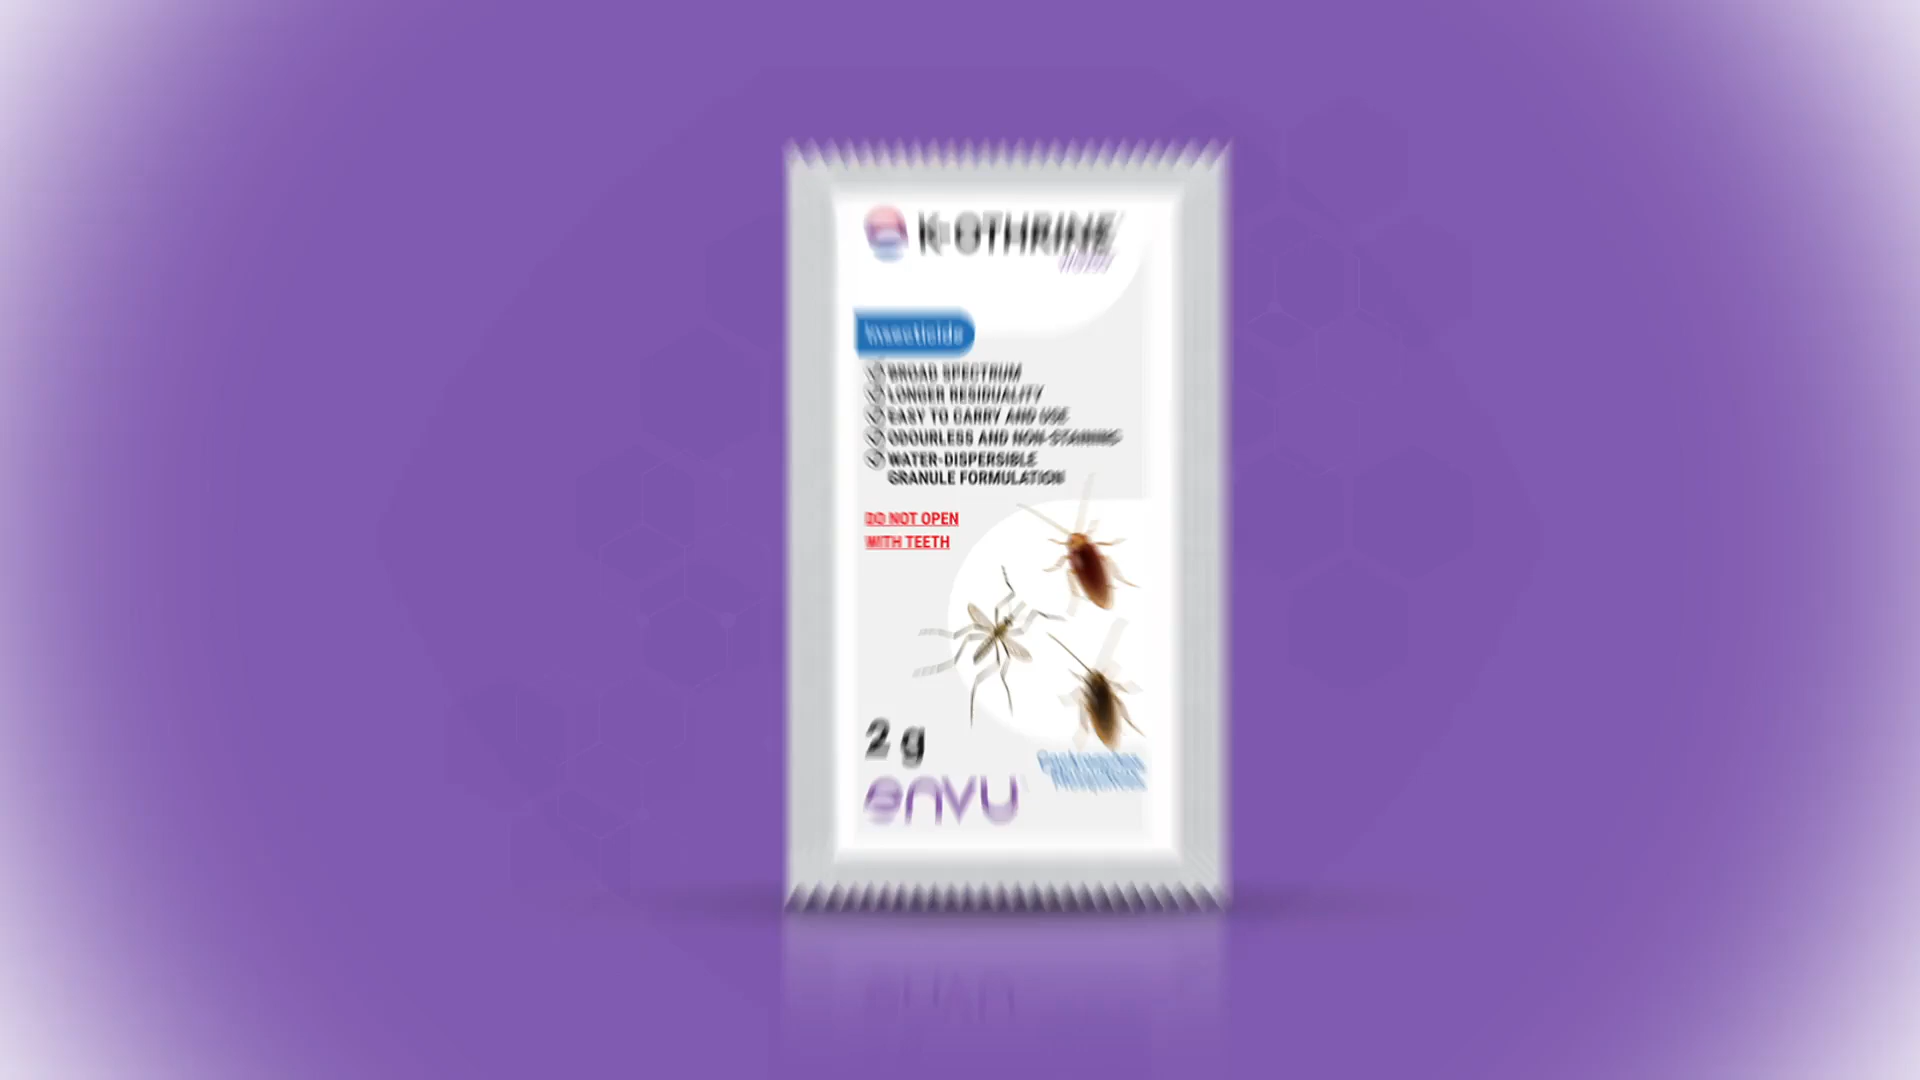 K-OTHRINE
Insecticide
BROAD SPECTRUM
LONGER RESIDUALITY
EASY TO CARRY AND USE
ODOURLESS AND NON-STAINING
WATER-DISPERSIBLE
GRANULE FORMULATION
DO NOT OPEN
WITH TEETH
2 g
envu